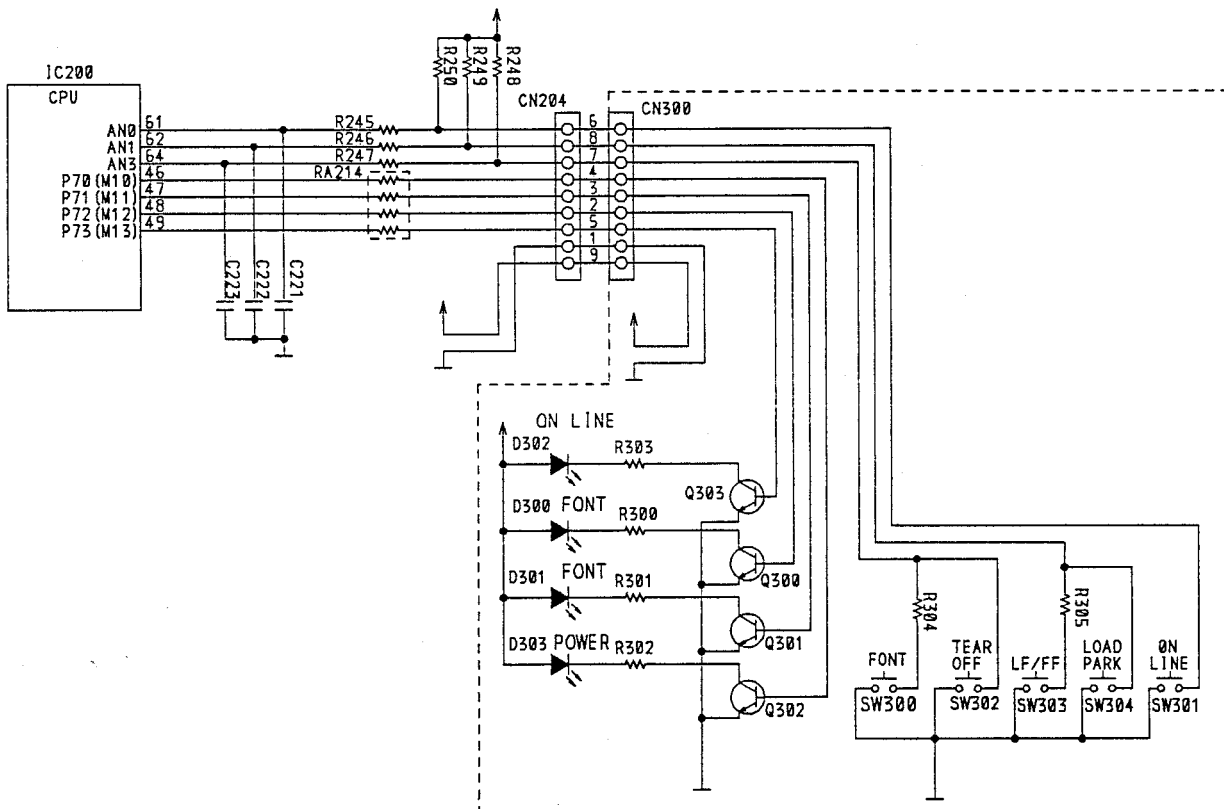 IC200
CPU
AN0 61
AN1 62
AN3 64
P70(M10) 46
P71(M11) 47
P72(M12) 48
P73(M13) 49
R250
R249
R248
R245
R246
R247
RA214
CN204
CN300
6
8
7
4
3
2
5
1
9
C223
C222
C221
ON LINE
D302
R303
Q303
D300
FONT
R300
Q300
D301
FONT
R301
Q301
D303
POWER
R302
Q302
R304
R305
FONT
SW300
TEAR
OFF
SW302
LF/FF
SW303
LOAD
PARK
SW304
ON
LINE
SW301